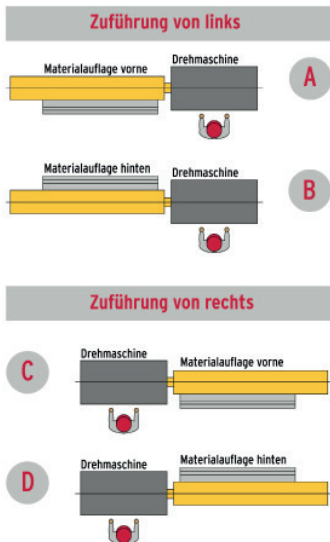 Zuführung von links
Materialauflage vorne
Drehmaschine
A
Materialauflage hinten
Drehmaschine
B
Zuführung von rechts
C
Drehmaschine
Materialauflage vorne
D
Drehmaschine
Materialauflage hinten